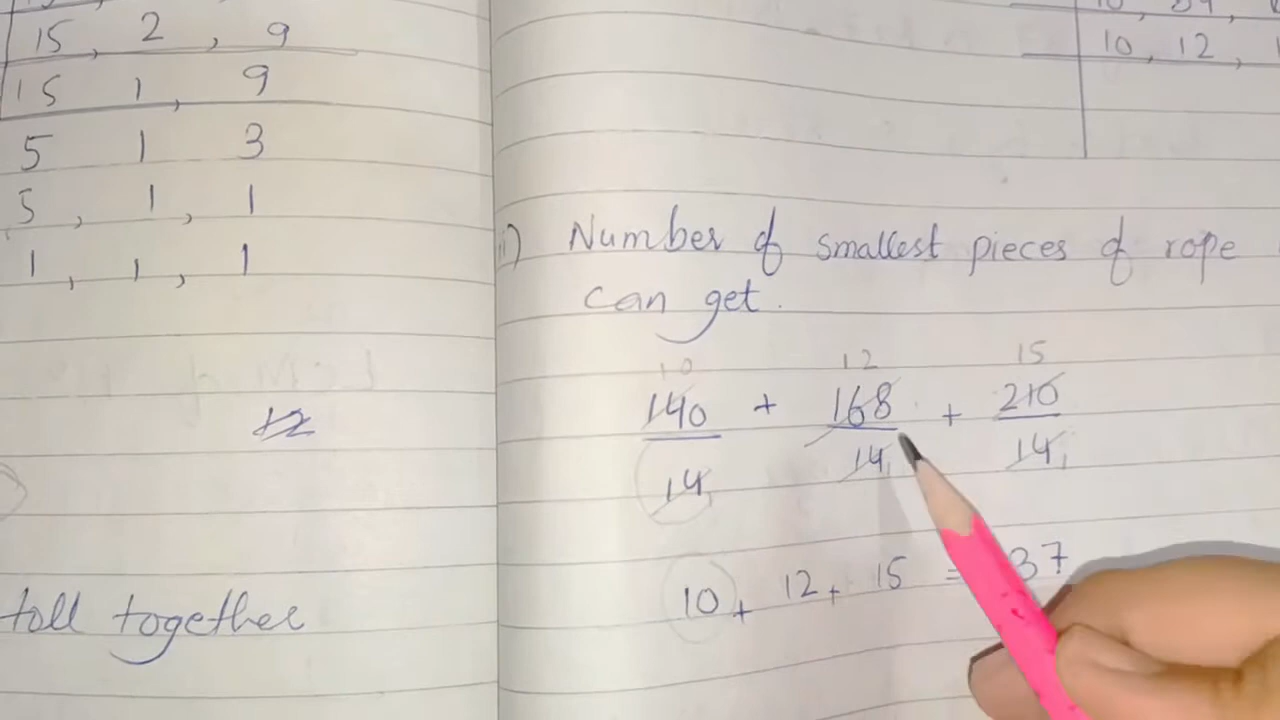 15, 2, 9
15 1, 9
5 1 3
5, 1, 1
1, 1, 1
12
toll together
10, 12,
ii) Number of smallest pieces of rope
can get.
10 12 15
140 + 168 + 210
14 14 14
10 + 12 + 15 = 37